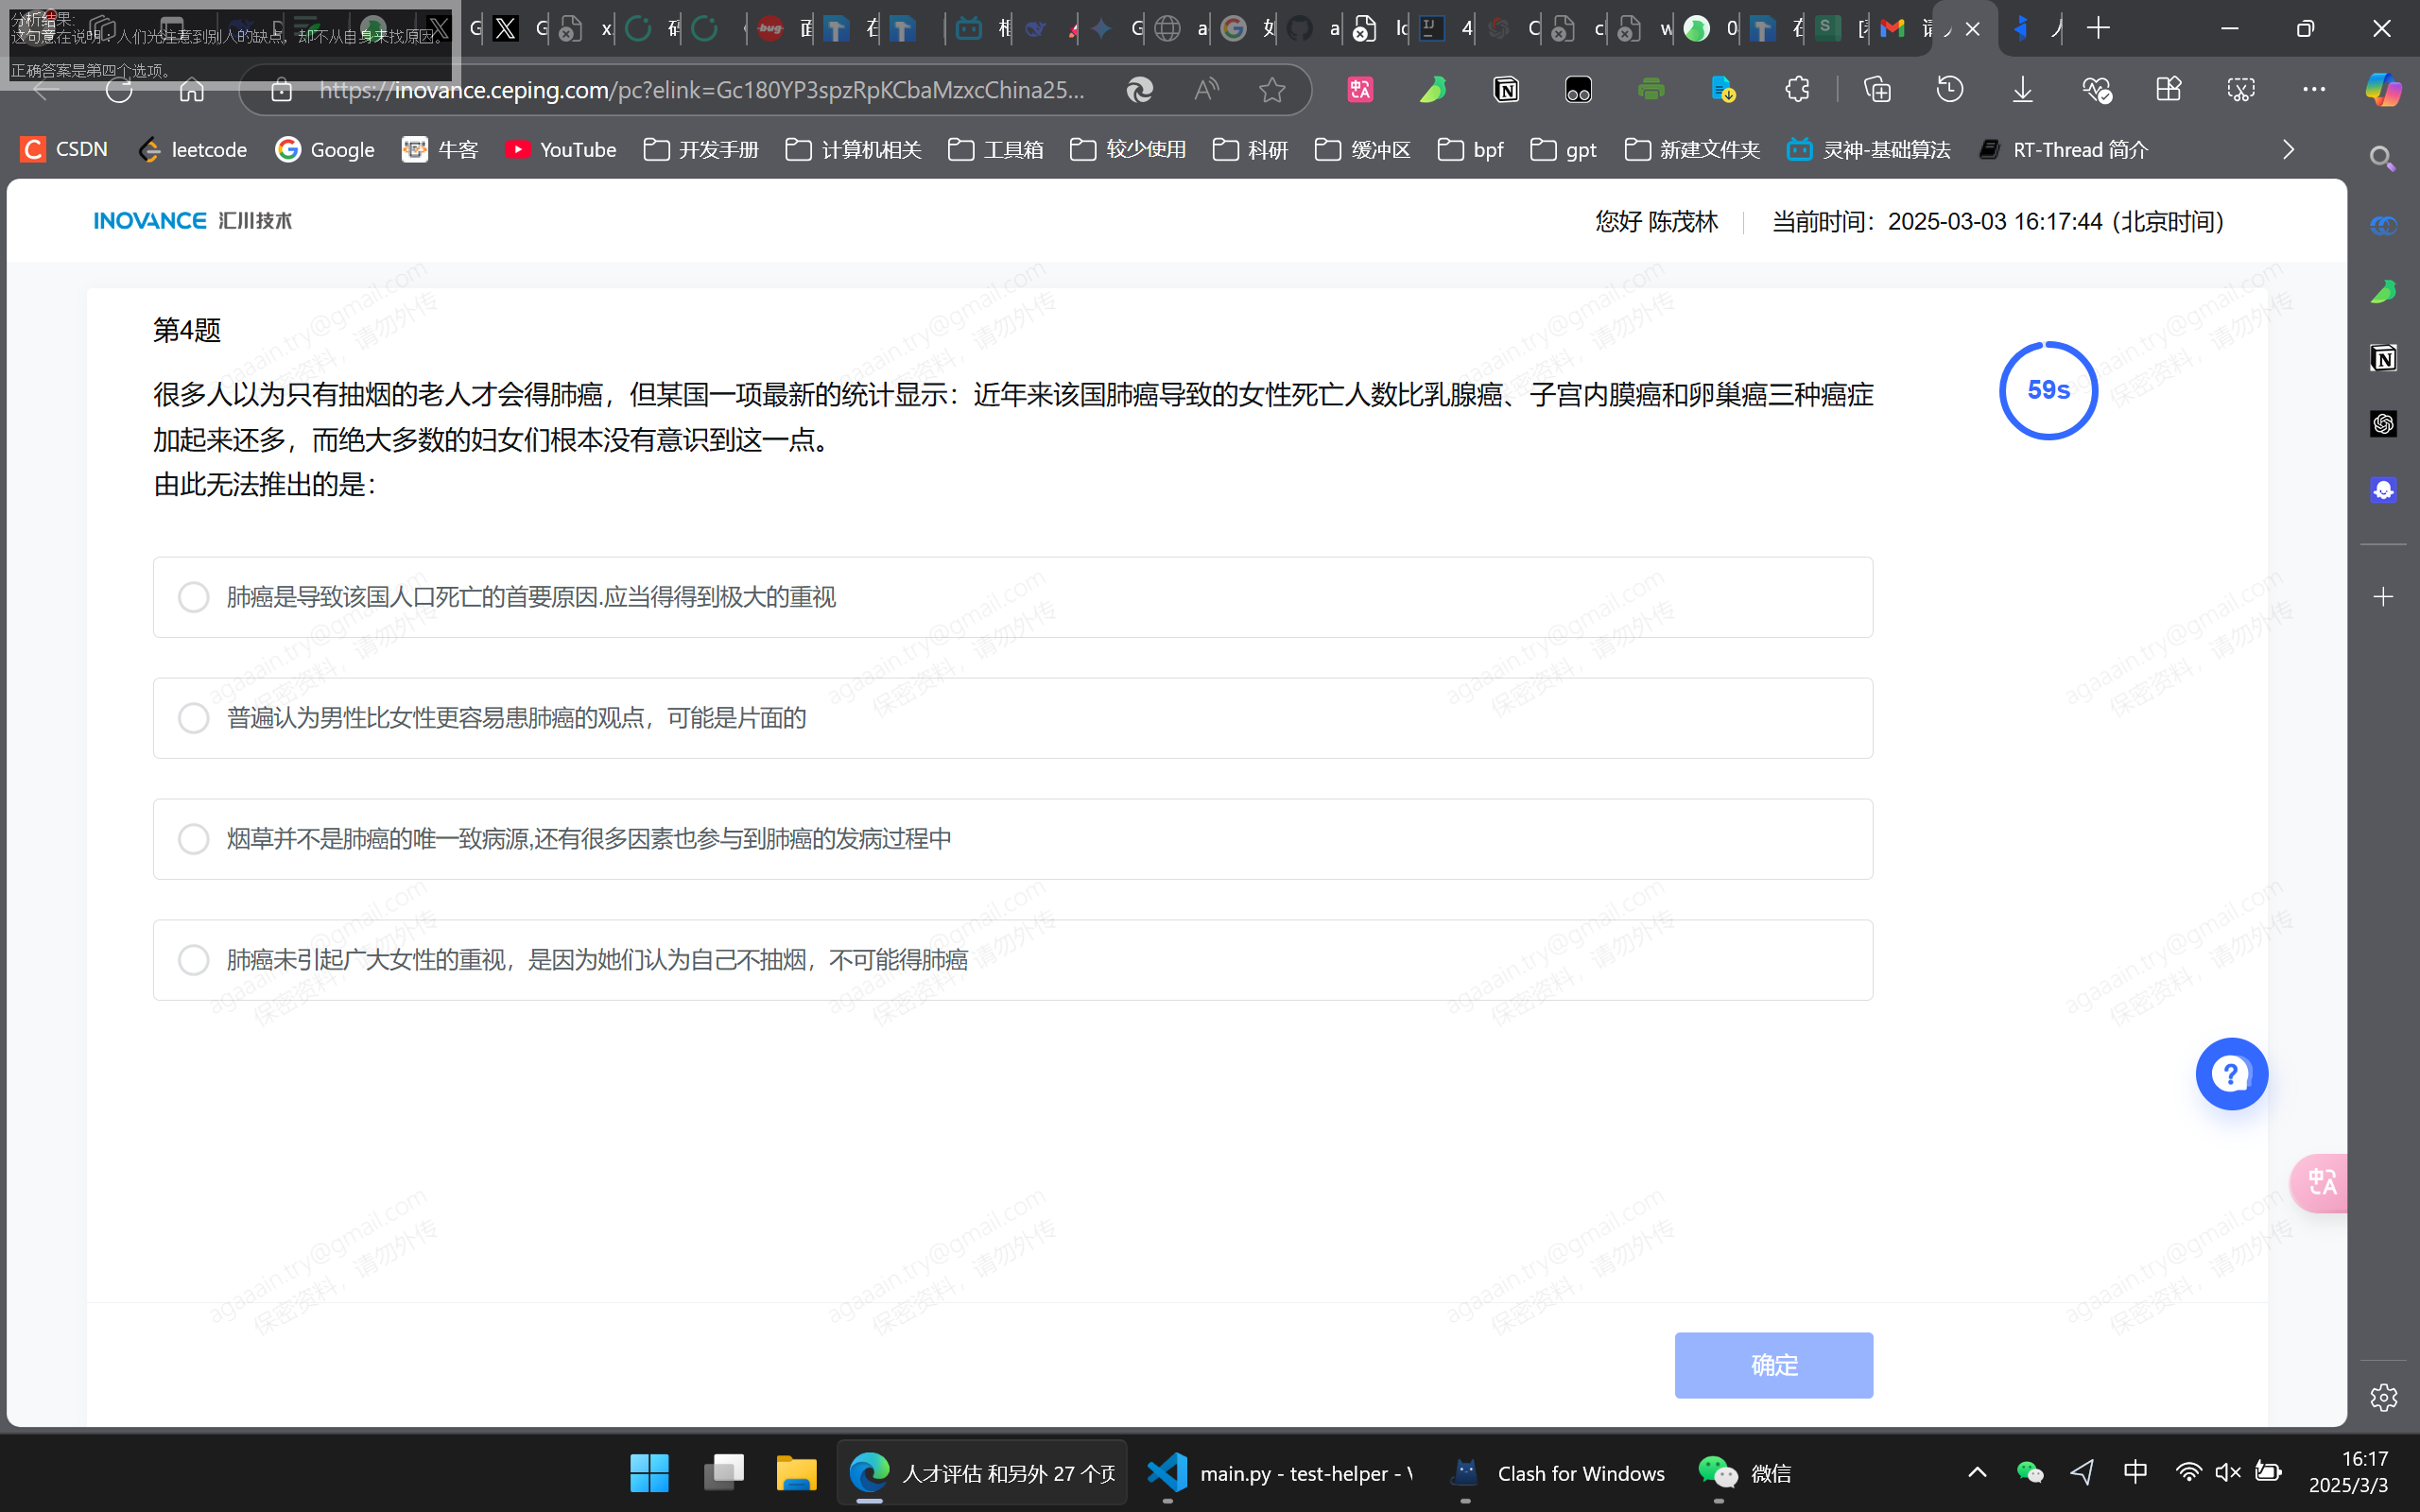 分析结果:
这句意在说明：人们光注意到别人的缺点，却不从自身来找原因。
正确答案是第四个选项。
https://inovance.ceping.com/pc?elink=Gc180YP3spzRpKCbaMzxcChina25...
CSDN leetcode Google 牛客 YouTube 开发手册 计算机相关 工具箱 较少使用 科研 缓冲区 bpf gpt 新建文件夹 灵神-基础算法 RT-Thread 简介
INOVANCE 汇川技术
您好 陈茂林 当前时间：2025-03-03 16:17:44 (北京时间)
第4题
59s
很多人以为只有抽烟的老人才会得肺癌，但某国一项最新的统计显示：近年来该国肺癌导致的女性死亡人数比乳腺癌、子宫内膜癌和卵巢癌三种癌症
加起来还多，而绝大多数的妇女们根本没有意识到这一点。
由此无法推出的是：
肺癌是导致该国人口死亡的首要原因.应当得得到极大的重视
普遍认为男性比女性更容易患肺癌的观点，可能是片面的
烟草并不是肺癌的唯一致病源,还有很多因素也参与到肺癌的发病过程中
肺癌未引起广大女性的重视，是因为她们认为自己不抽烟，不可能得肺癌
agaaain.try@gmail.com
保密资料，请勿外传
确定
人才评估 和另外 27 个页
main.py - test-helper -
Clash for Windows
微信
中
16:17
2025/3/3